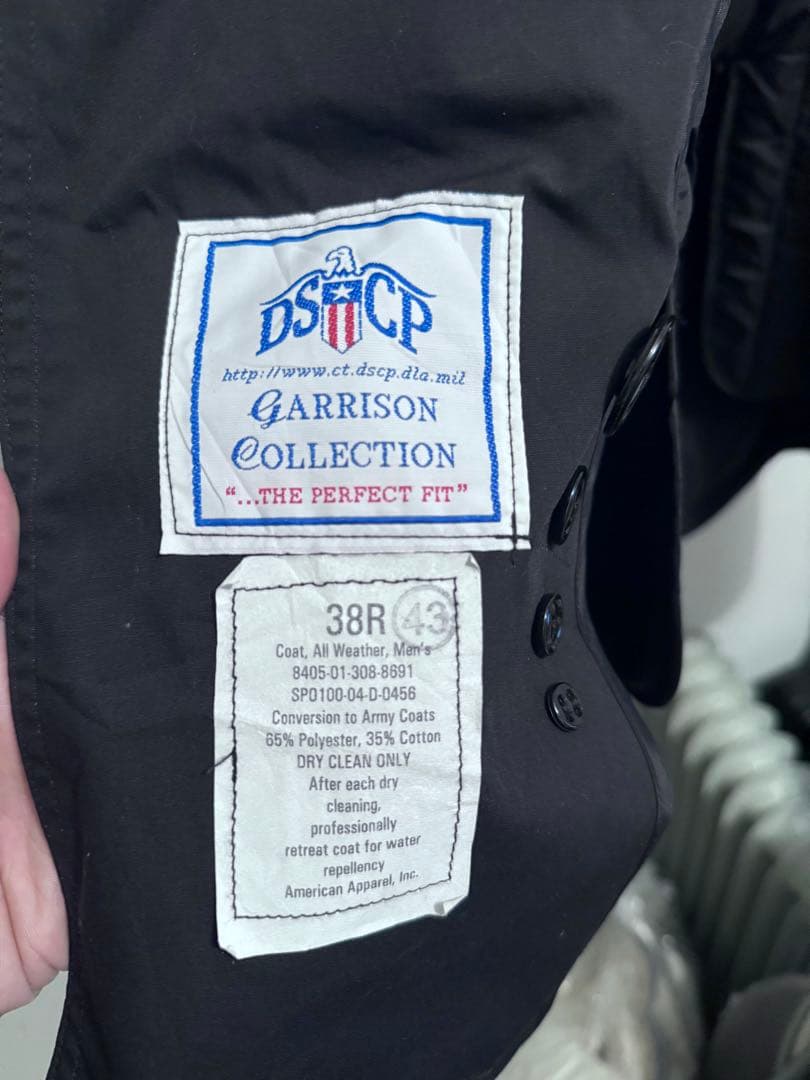 DSCP
http://www.ct.dscp.dla.mil
GARRISON
COLLECTION
“...THE PERFECT FIT”
38R 43
Coat, All Weather, Men's
8405-01-308-8691
SPO100-04-D-0456
Conversion to Army Coats
65% Polyester, 35% Cotton
DRY CLEAN ONLY
After each dry
cleaning,
professionally
retreat coat for water
repellency
American Apparel, Inc.